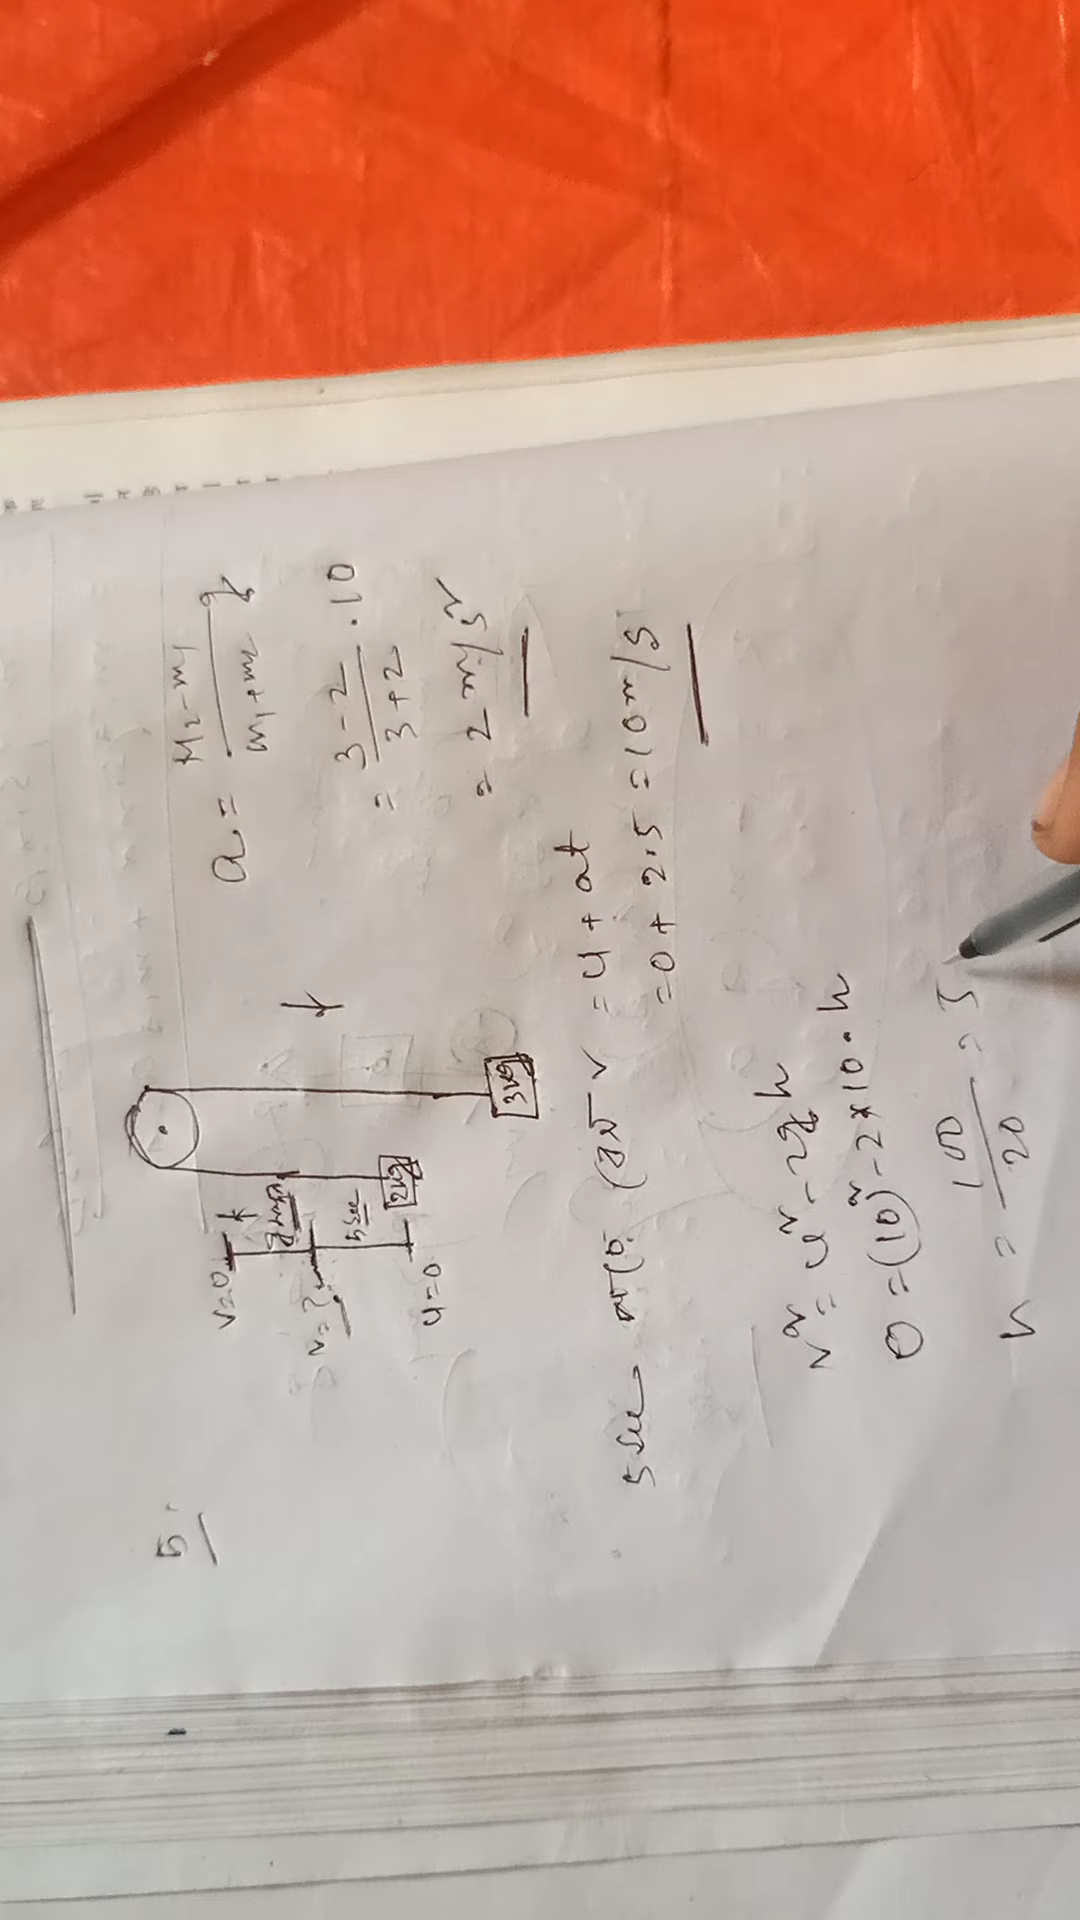 5.
a = M₂-m₁ / m₁+m₂ g
= 3-2 / 3+2 . 10
= 2 m/s²
v=0
v=?
5 sec
u=0
2kg
3kg
v = u + at
5 sec
= 0 + 2.5 = 10 m/s
v² = u² - 2gh
0 = (10)² - 2×10.h
h = 100 / 20 = 5